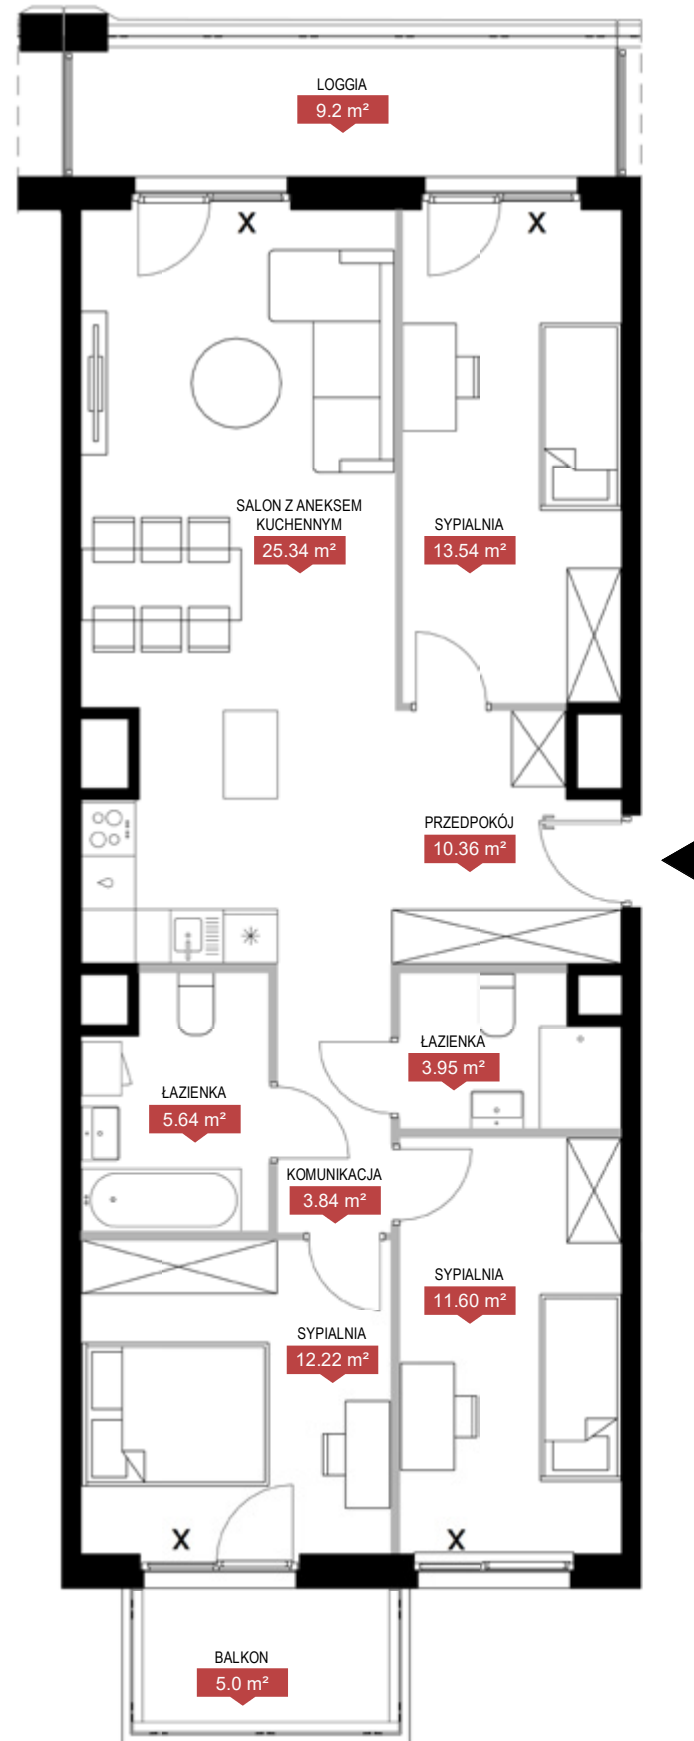 LOGGIA
9.2 m²
X
X
SALON Z ANEKSEM
KUCHENNYM
25.34 m²
SYPIALNIA
13.54 m²
PRZEDPOKÓJ
10.36 m²
ŁAZIENKA
3.95 m²
ŁAZIENKA
5.64 m²
KOMUNIKACJA
3.84 m²
SYPIALNIA
11.60 m²
SYPIALNIA
12.22 m²
X
X
BALKON
5.0 m²